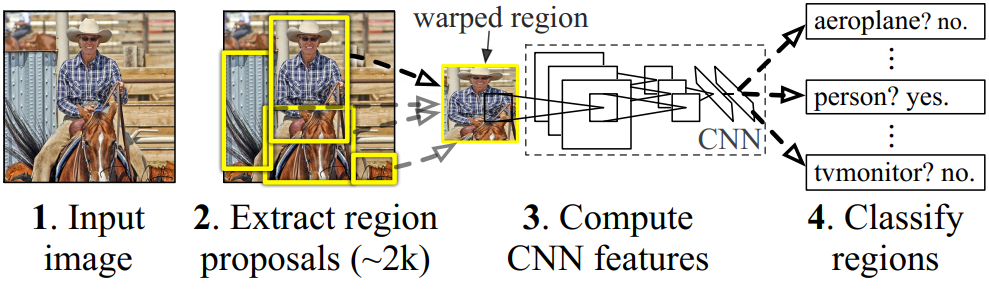 warped region
aeroplane? no.
⋮
person? yes.
CNN
⋮
tvmonitor? no.
1. Input
image
2. Extract region
proposals (~2k)
3. Compute
CNN features
4. Classify
regions